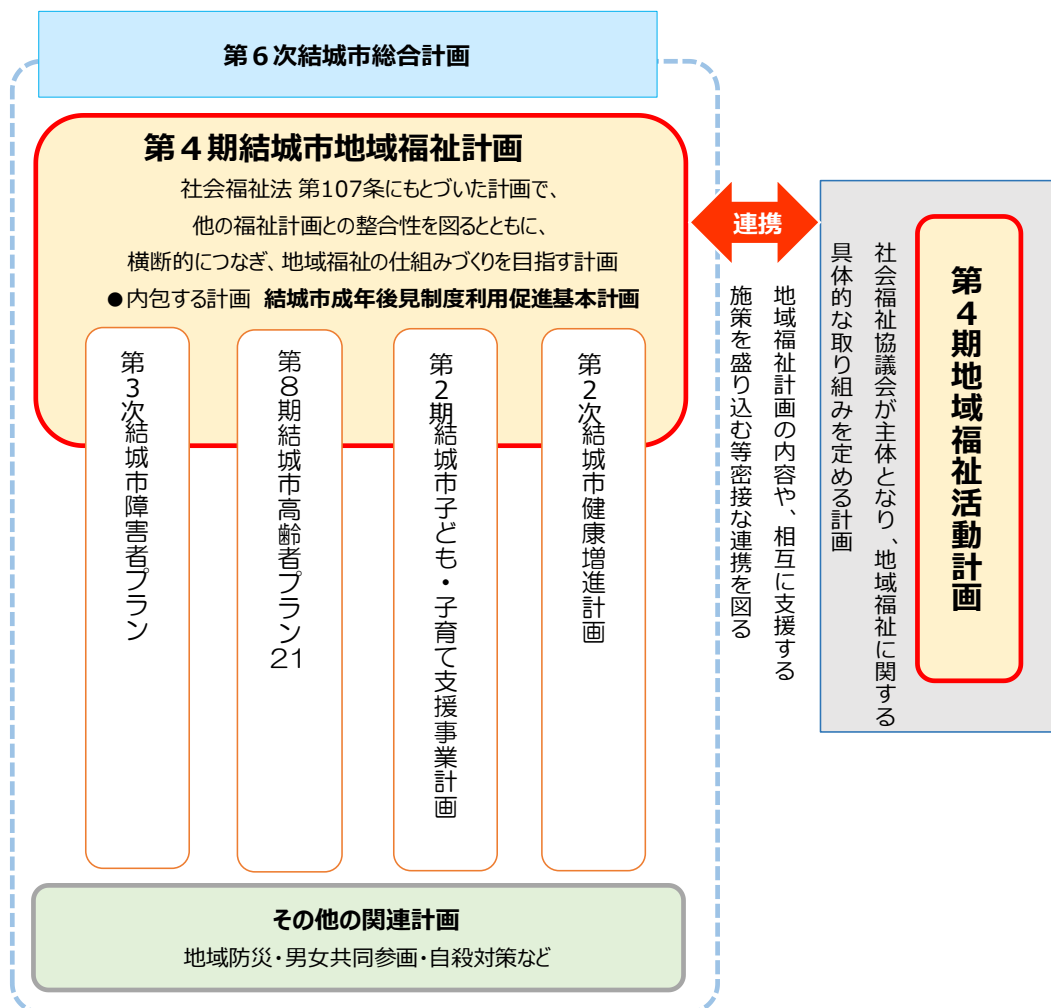 第６次結城市総合計画
第４期結城市地域福祉計画
社会福祉法 第107条にもとづいた計画で、
他の福祉計画との整合性を図るとともに、
横断的につなぎ、地域福祉の仕組みづくりを目指す計画
●内包する計画 結城市成年後見制度利用促進基本計画
第3次結城市障害者プラン
第8期結城市高齢者プラン21
第2期結城市子ども・子育て支援事業計画
第2次結城市健康増進計画
その他の関連計画
地域防災・男女共同参画・自殺対策など
連携
地域福祉計画の内容や、相互に支援する
施策を盛り込む等密接な連携を図る
第４期地域福祉活動計画
社会福祉協議会が主体となり、地域福祉に関する
具体的な取り組みを定める計画